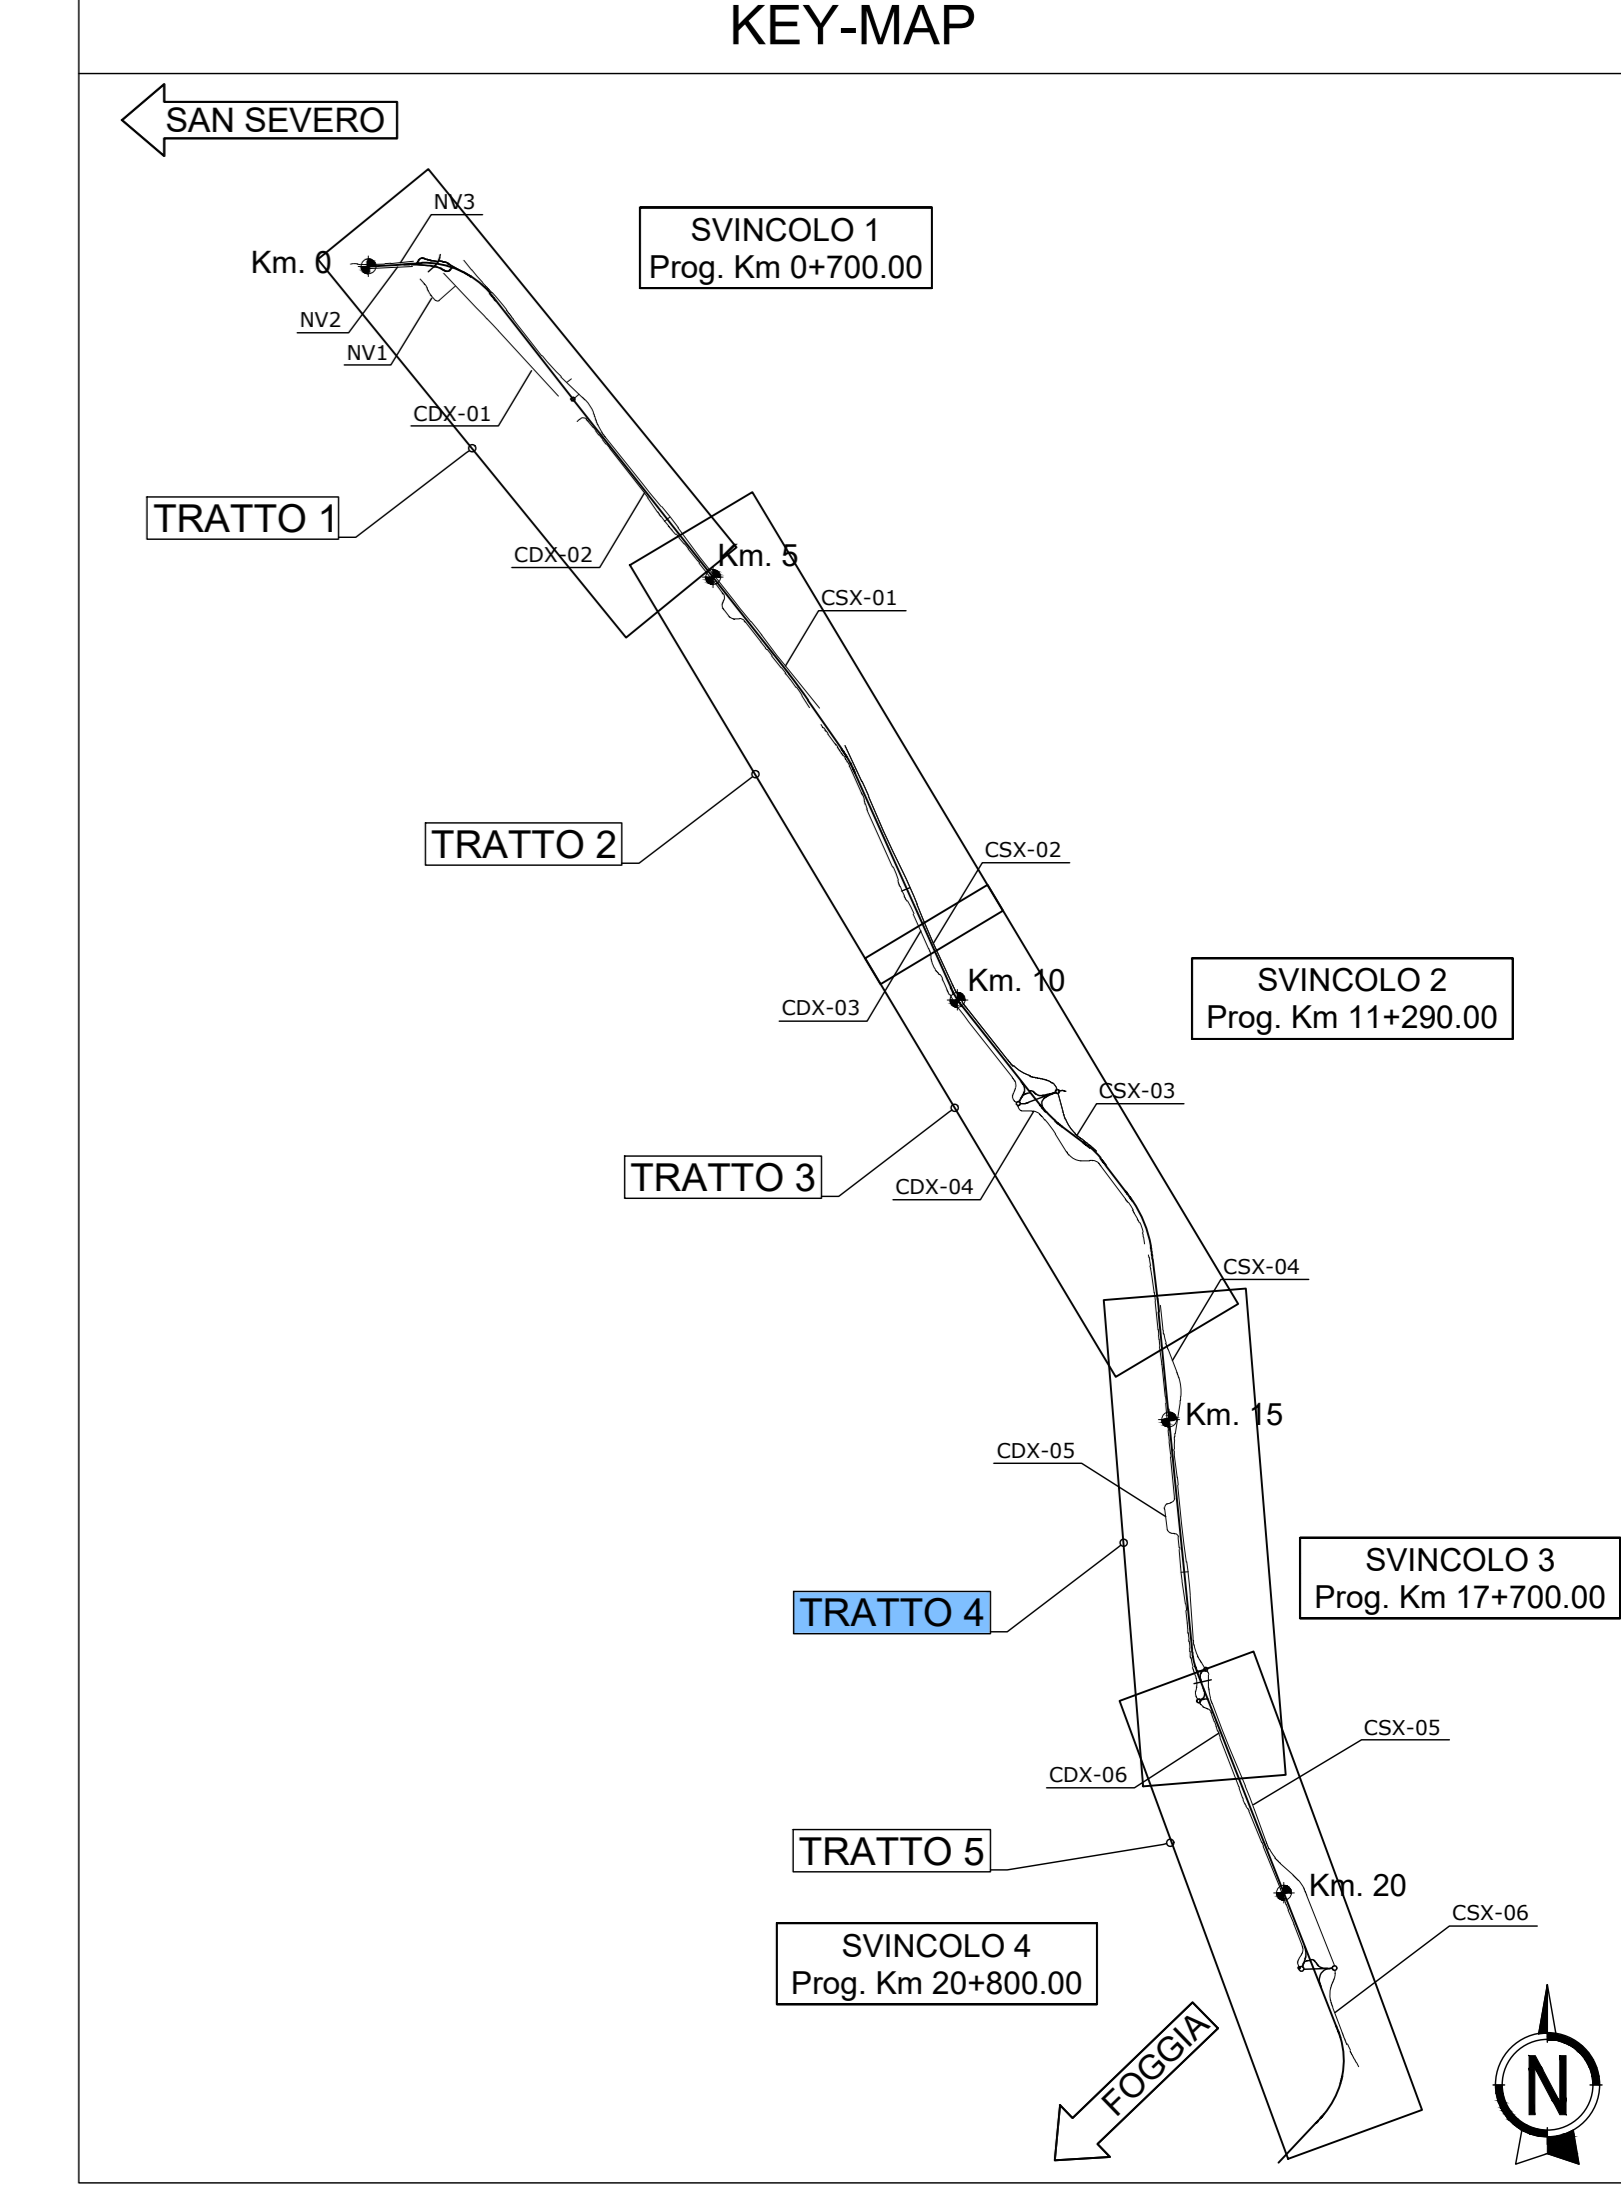 KEY-MAP
SAN SEVERO
NV3
SVINCOLO 1
Prog. Km 0+700.00
Km. 0
NV2
NV1
CDX-01
TRATTO 1
CDX-02
Km. 5
CSX-01
TRATTO 2
CSX-02
Km. 10
SVINCOLO 2
Prog. Km 11+290.00
CDX-03
CSX-03
TRATTO 3
CDX-04
CSX-04
Km. 15
CDX-05
SVINCOLO 3
Prog. Km 17+700.00
TRATTO 4
CSX-05
CDX-06
TRATTO 5
Km. 20
CSX-06
SVINCOLO 4
Prog. Km 20+800.00
FOGGIA
N